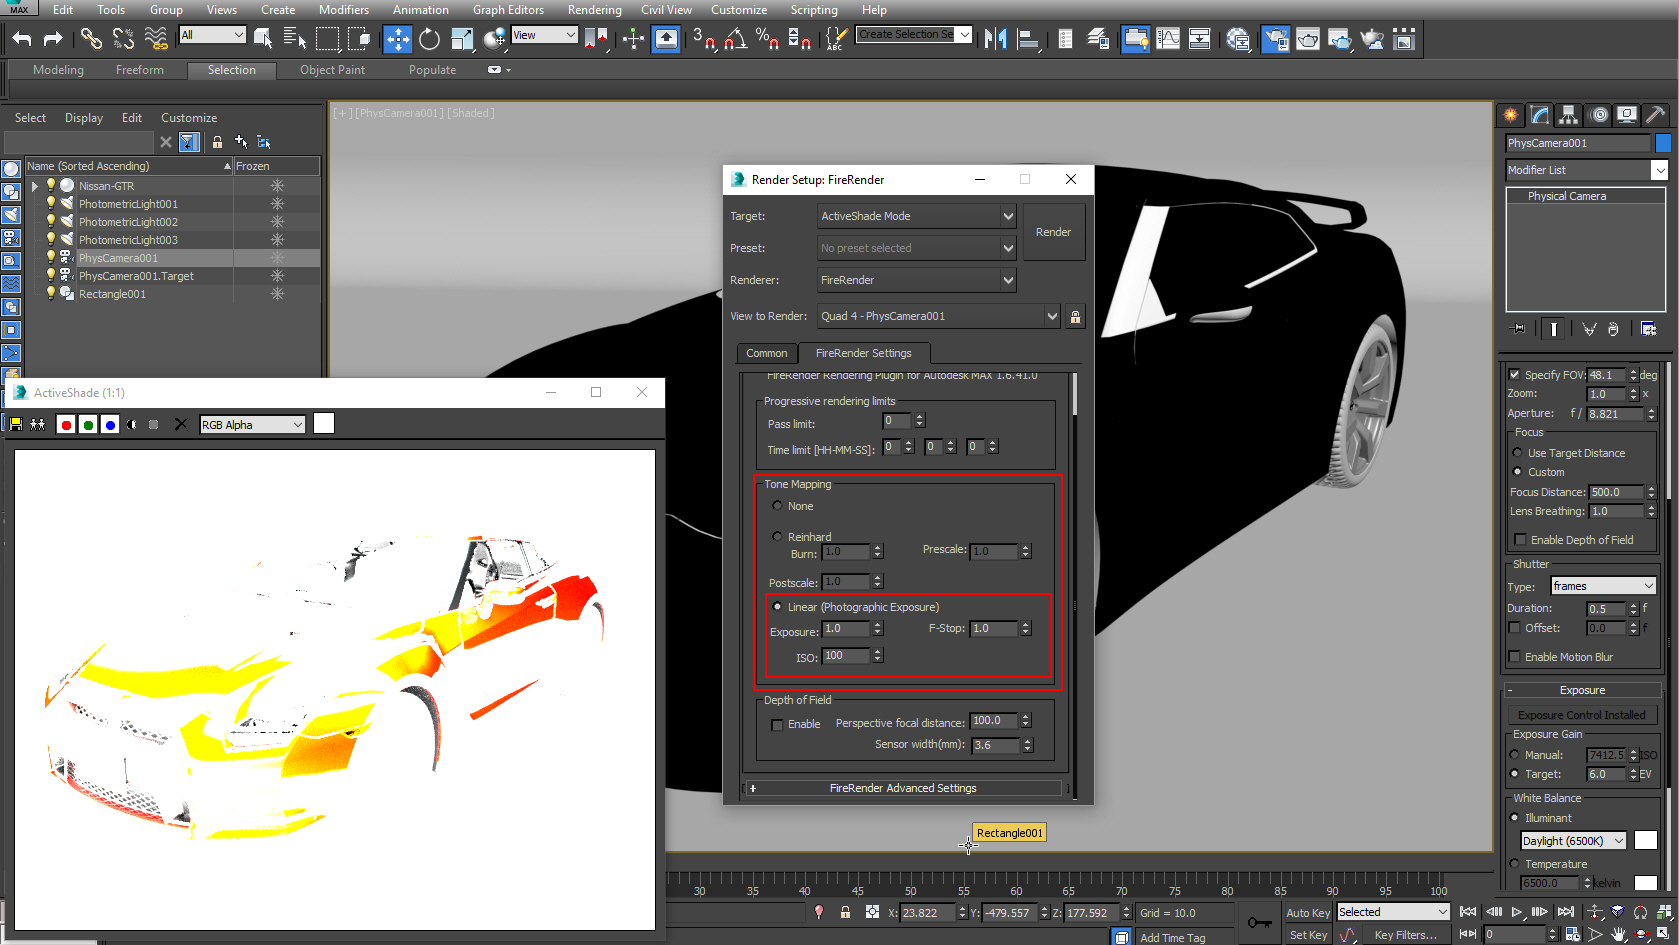 MAX Edit Tools Group Views Create Modifiers Animation Graph Editors Rendering Civil View Customize Scripting Help
All View 3 % ABC Create Selection Se
Modeling Freeform Selection Object Paint Populate
Select Display Edit Customize
Name (Sorted Ascending) Frozen
Nissan-GTR
PhotometricLight001
PhotometricLight002
PhotometricLight003
PhysCamera001
PhysCamera001.Target
Rectangle001
[+] [PhysCamera001] [Shaded]
ActiveShade (1:1)
RGB Alpha
Render Setup: FireRender
Target: ActiveShade Mode
Render
Preset: No preset selected
Renderer: FireRender
View to Render: Quad 4 - PhysCamera001
Common FireRender Settings
FireRender Rendering Plugin for Autodesk MAX 1.6.41.0
Progressive rendering limits
Pass limit: 0
Time limit [HH-MM-SS]: 0 0 0
Tone Mapping
None
Reinhard
Burn: 1.0 Prescale: 1.0
Postscale: 1.0
Linear (Photographic Exposure)
Exposure: 1.0 F-Stop: 1.0
ISO: 100
Depth of Field
Enable Perspective focal distance: 100.0
Sensor width(mm): 3.6
+ FireRender Advanced Settings
Rectangle001
PhysCamera001
Modifier List
Physical Camera
Specify FOV: 48.1 deg
Zoom: 1.0 x
Aperture: f / 8.821
Focus
Use Target Distance
Custom
Focus Distance: 500.0
Lens Breathing: 1.0
Enable Depth of Field
Shutter
Type: frames
Duration: 0.5 f
Offset: 0.0 f
Enable Motion Blur
- Exposure
Exposure Control Installed
Exposure Gain
Manual: 7412.5 ISO
Target: 6.0 EV
White Balance
Illuminant
Daylight (6500K)
Temperature
6500.0 kelvin
30 35 40 45 50 55 60 65 70 75 80 85 90 95 100
X: 23.822 Y: -479.557 Z: 177.592 Grid = 10.0 Auto Key Selected
Add Time Tag Set Key Key Filters... 0